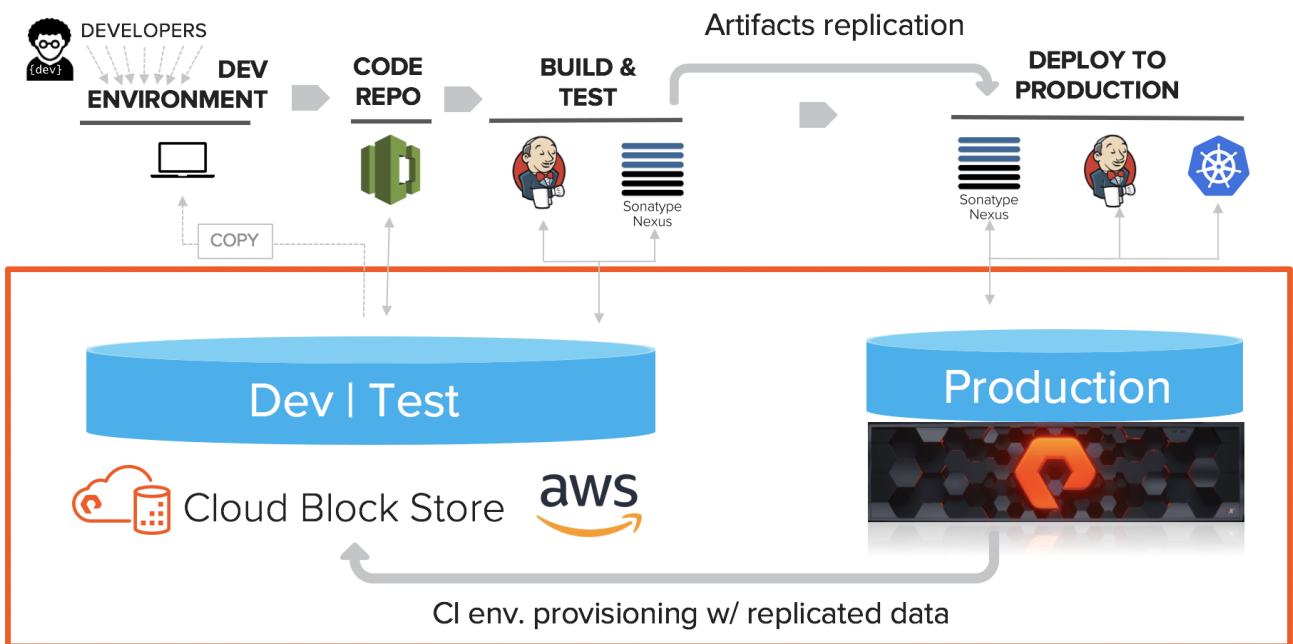 DEVELOPERS
{dev}
DEV
ENVIRONMENT
CODE
REPO
BUILD &
TEST
Artifacts replication
DEPLOY TO
PRODUCTION
Sonatype
Nexus
Sonatype
Nexus
COPY
Dev | Test
Production
Cloud Block Store
aws
CI env. provisioning w/ replicated data